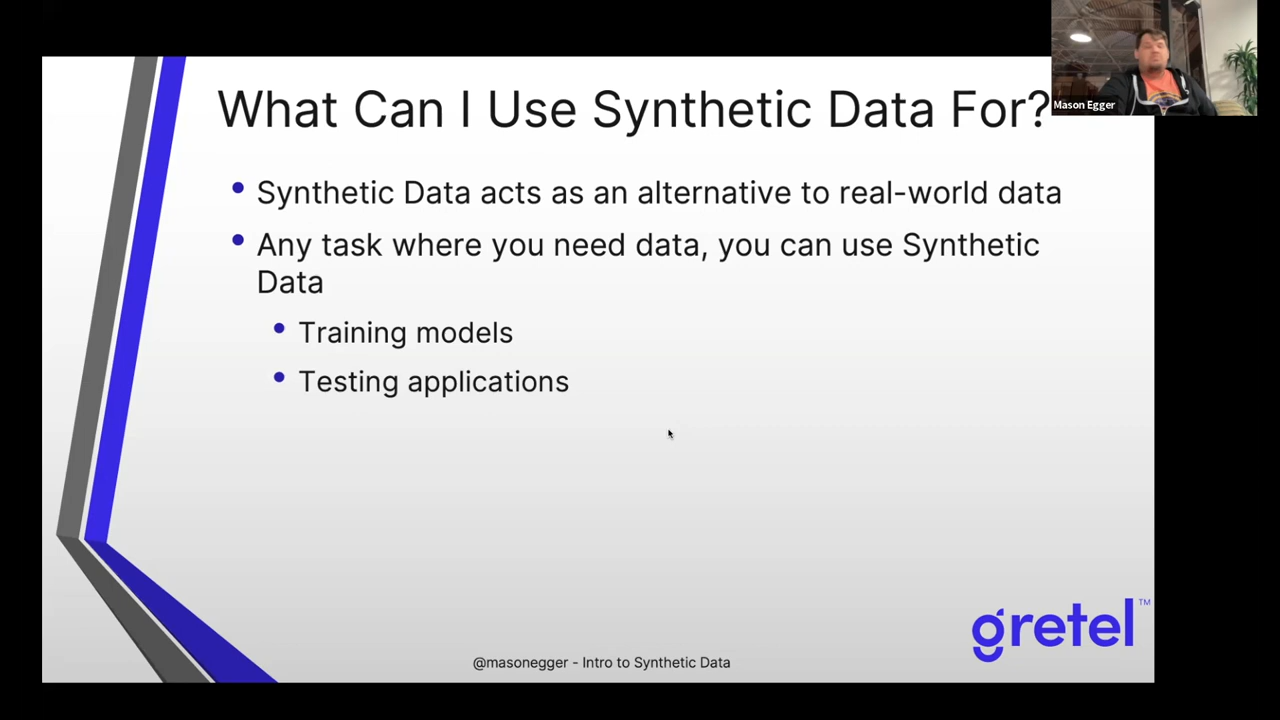 What Can I Use Synthetic Data For?
Mason Egger
• Synthetic Data acts as an alternative to real-world data
• Any task where you need data, you can use Synthetic
Data
• Training models
• Testing applications
gretel™
@masonegger - Intro to Synthetic Data